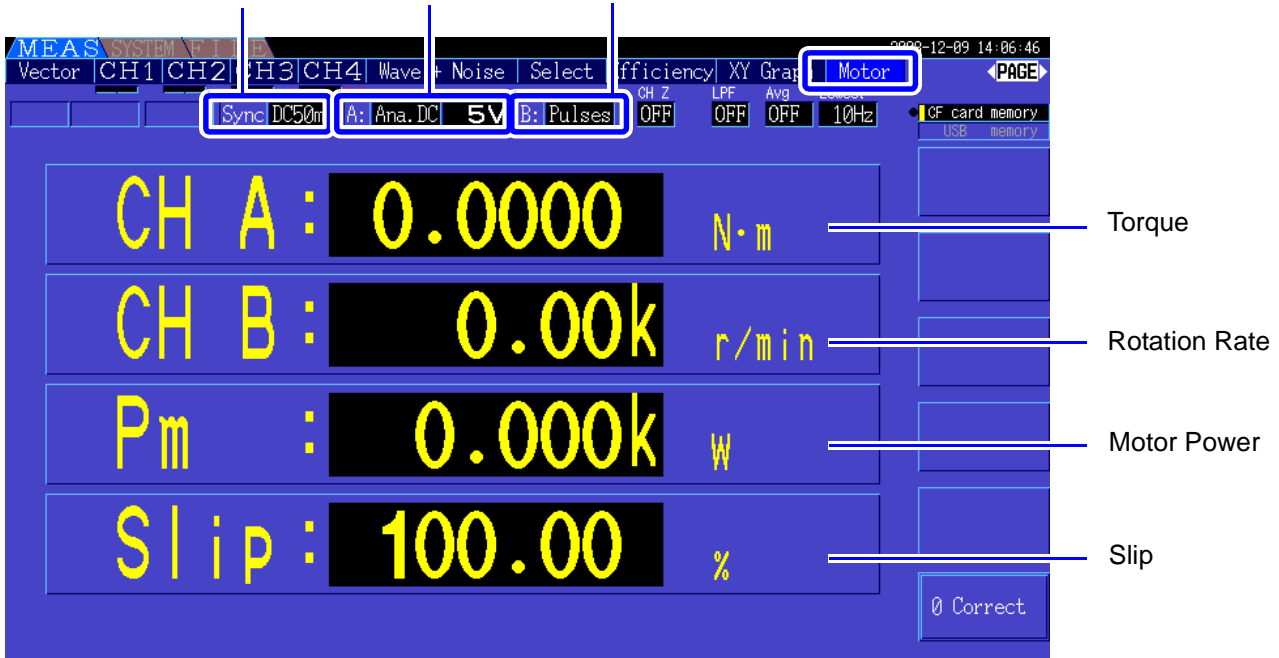 MEAS SYSTEM FILE 2008-12-09 14:06:46
Vector CH1 CH2 CH3 CH4 Wave + Noise Select Efficiency XY Graph Motor PAGE
CH Z LPF Avg Lowest
Sync DC50m A: Ana.DC 5V B: Pulses OFF OFF OFF 10Hz CF card memory
USB memory
CH A: 0.0000 N·m Torque
CH B: 0.00k r/min Rotation Rate
Pm : 0.000k W Motor Power
Slip: 100.00 % Slip
0 Correct